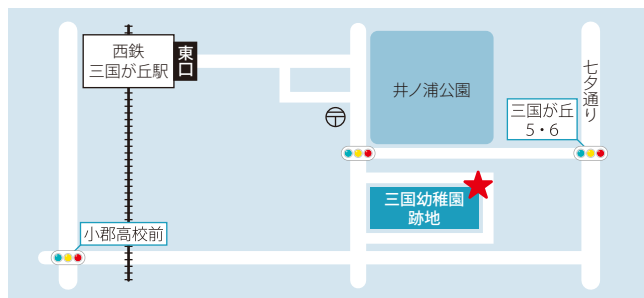 西鉄
三国が丘駅
東口
井ノ浦公園
七夕通り
三国が丘
5・6
三国幼稚園
跡地
小郡高校前